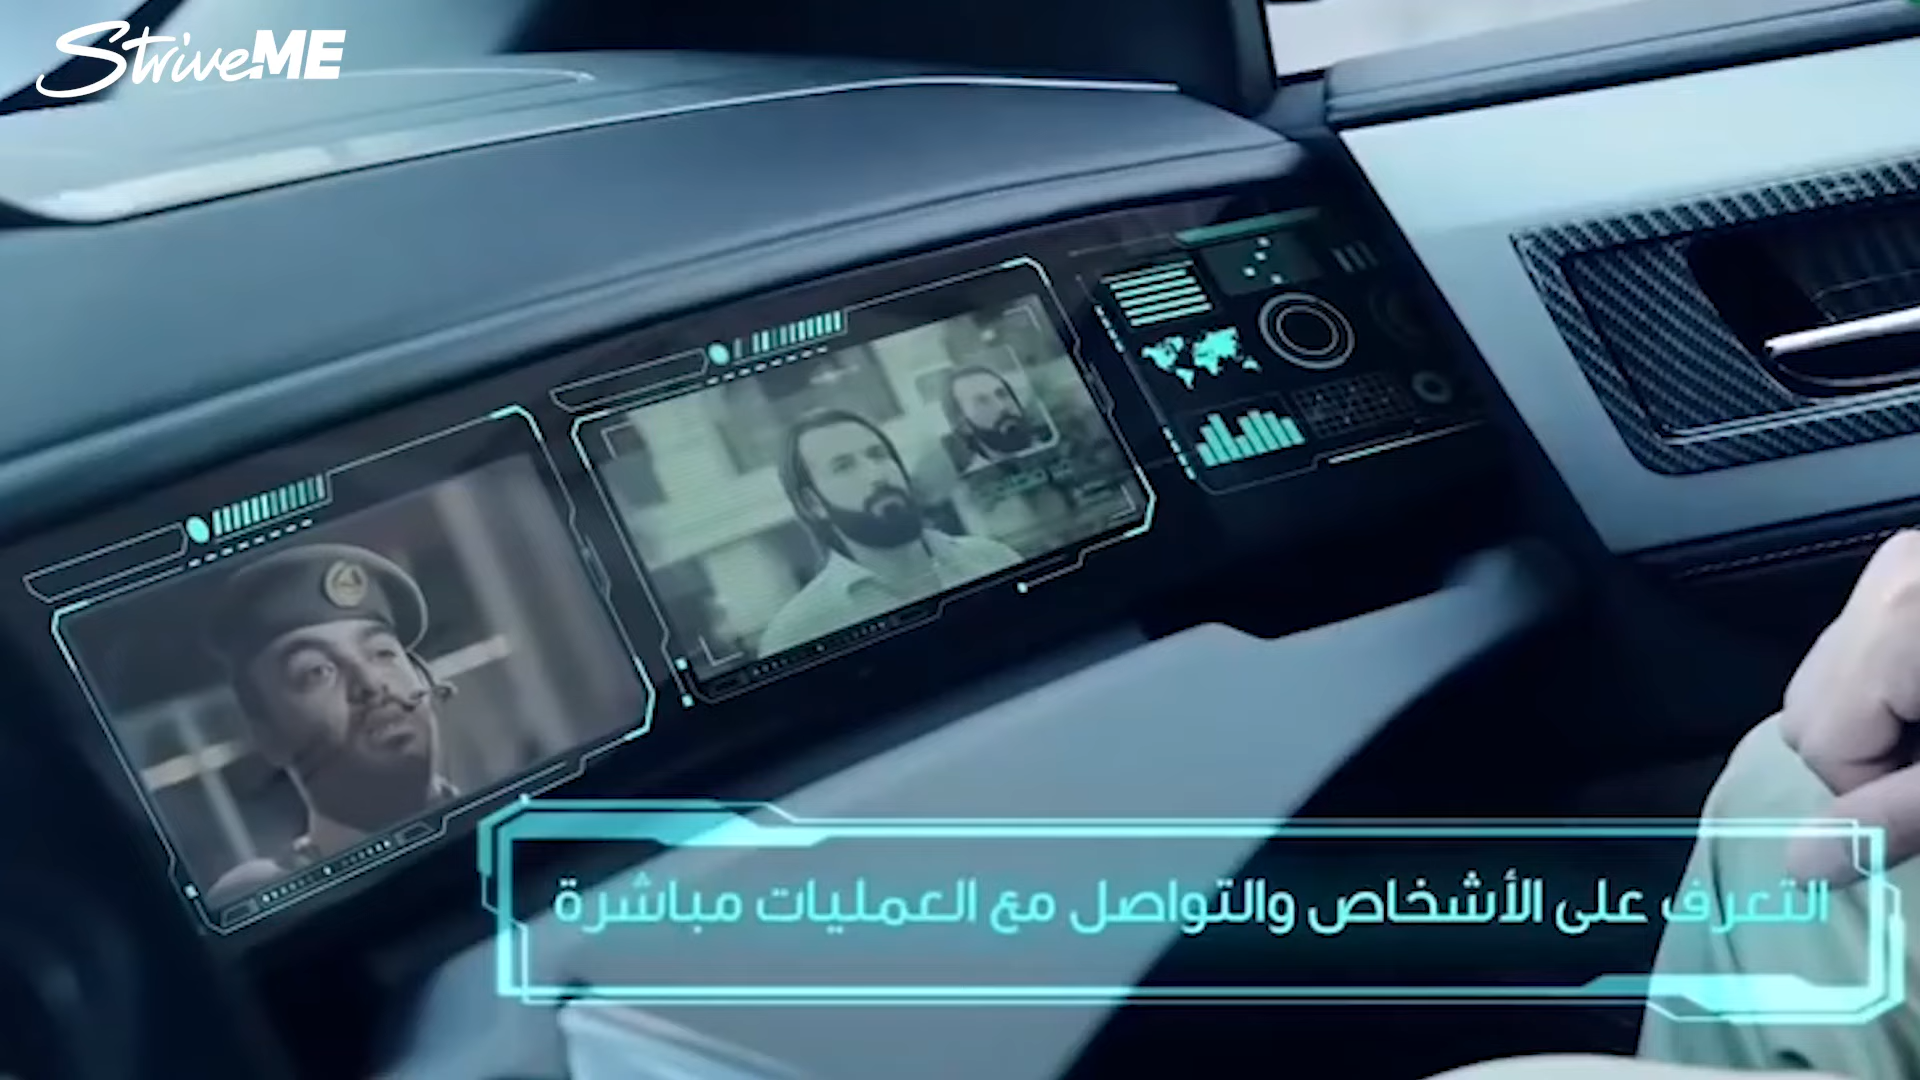 StriveME
التعرف على الأشخاص والتواصل مع العمليات مباشرة